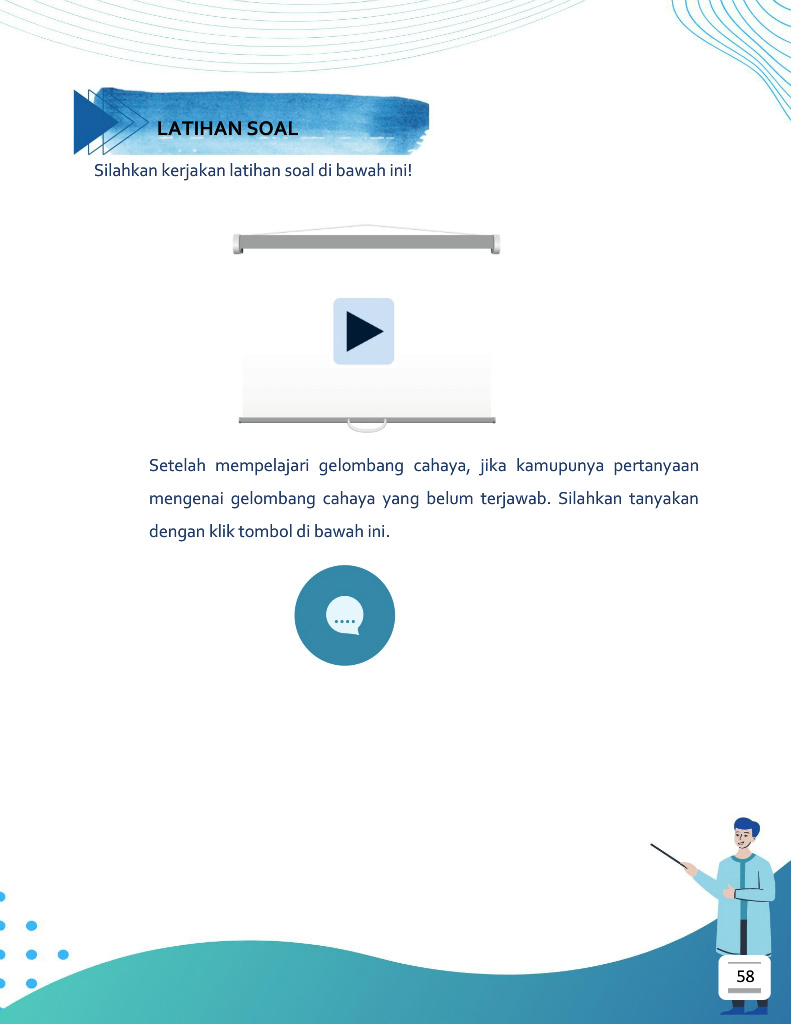 LATIHAN SOAL
Silahkan kerjakan latihan soal di bawah ini!
Setelah mempelajari gelombang cahaya, jika kamupunya pertanyaan
mengenai gelombang cahaya yang belum terjawab. Silahkan tanyakan
dengan klik tombol di bawah ini.
58